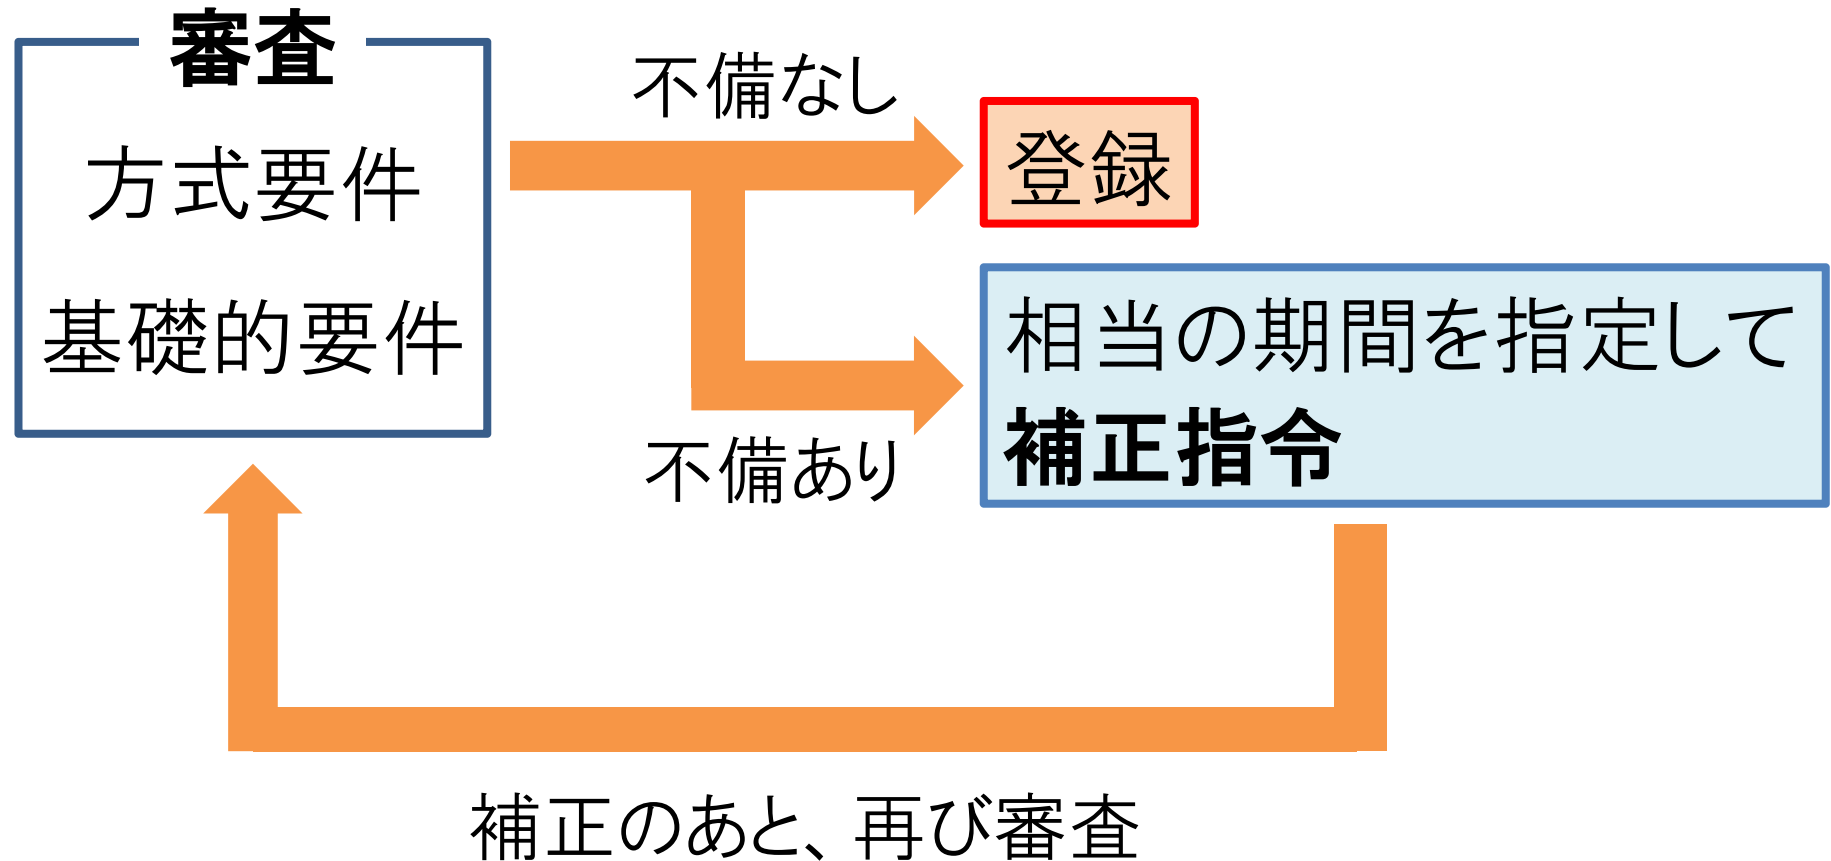 審査
方式要件
基礎的要件
不備なし
登録
不備あり
相当の期間を指定して
補正指令
補正のあと、再び審査